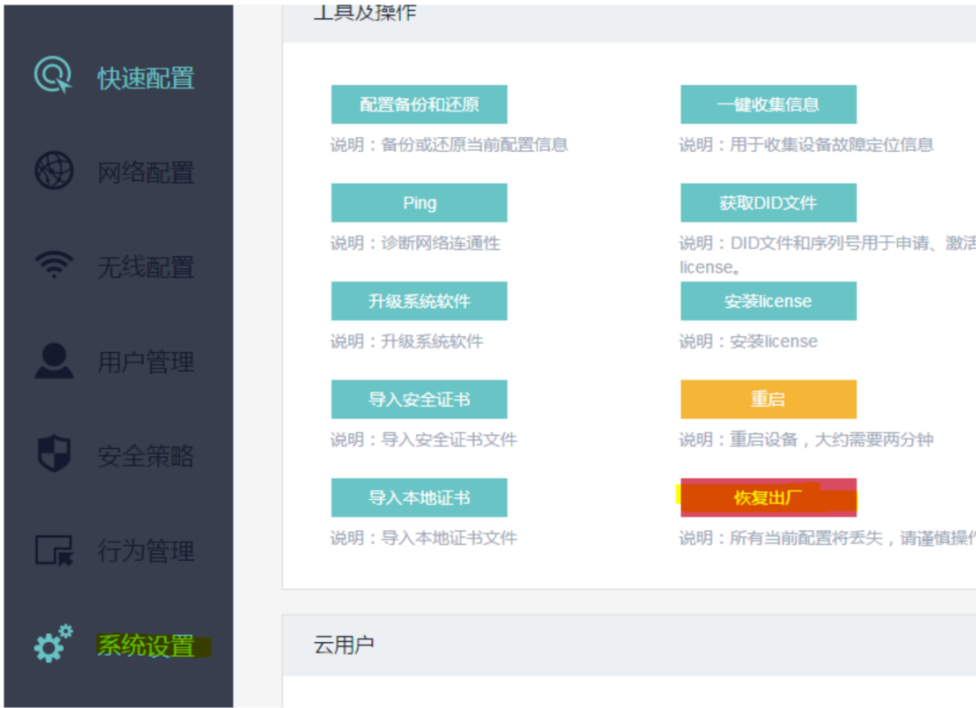 工具及操作
快速配置
网络配置
无线配置
用户管理
安全策略
行为管理
系统设置
配置备份和还原
一键收集信息
说明：备份或还原当前配置信息
说明：用于收集设备故障定位信息
Ping
获取DID文件
说明：诊断网络连通性
说明：DID文件和序列号用于申请、激活
license。
升级系统软件
安装license
说明：升级系统软件
说明：安装license
导入安全证书
重启
说明：导入安全证书文件
说明：重启设备，大约需要两分钟
导入本地证书
恢复出厂
说明：导入本地证书文件
说明：所有当前配置将丢失，请谨慎操作
云用户